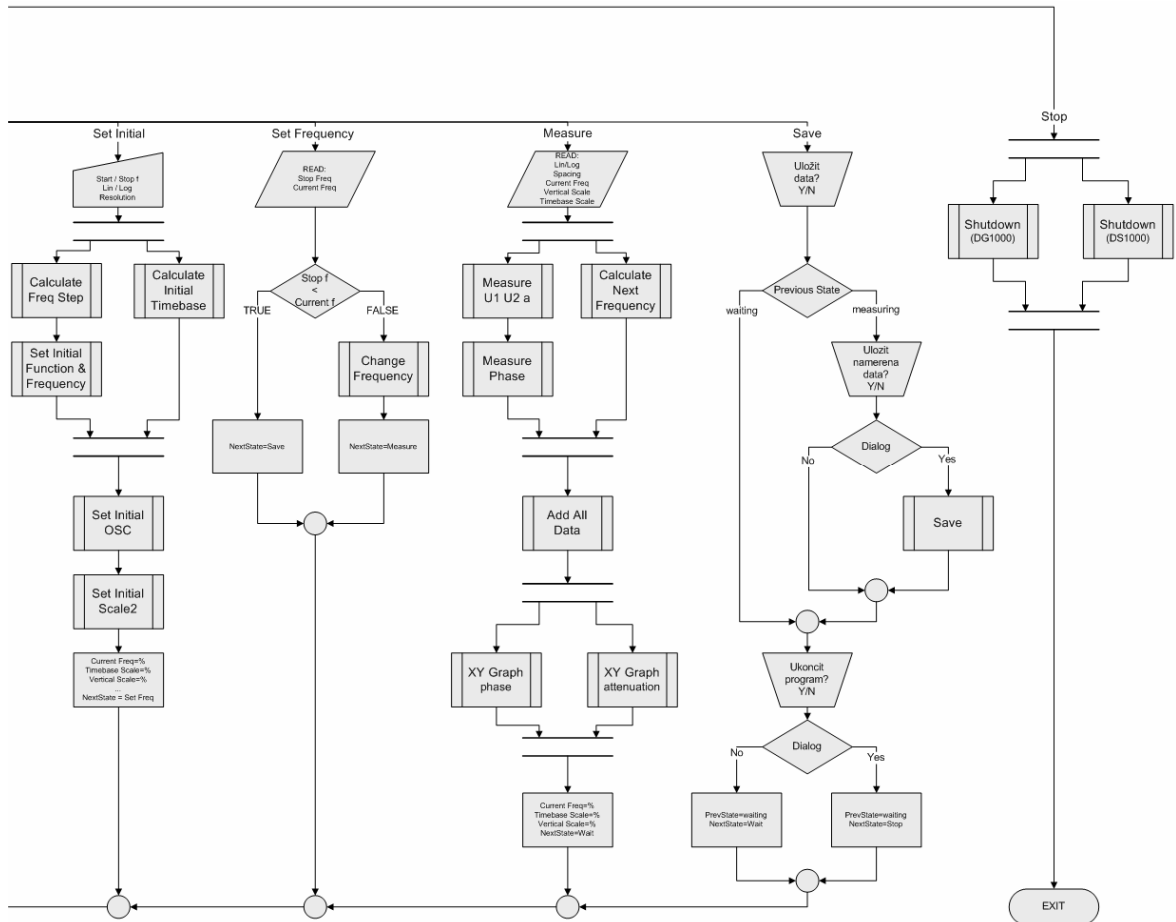 Stop
Set Initial
Set Frequency
Measure
Save
Start / Stop f
Lin / Log
Resolution
READ:
Stop Freq
Current Freq
READ:
Lin/Log
Spacing
Current Freq
Vertical Scale
Timebase Scale
Uložit
data?
Y/N
Shutdown
(DG1000)
Shutdown
(DS1000)
Calculate
Freq Step
Calculate
Initial
Timebase
Set Initial
Function &
Frequency
Set Initial
OSC
Set Initial
Scale2
Current Freq=%
Timebase Scale=%
Vertical Scale=%
...
NextState = Set Freq
Stop f
<
Current f
TRUE
FALSE
Change
Frequency
NextState=Save
NextState=Measure
Measure
U1 U2 a
Calculate
Next
Frequency
Measure
Phase
Add All
Data
XY Graph
phase
XY Graph
attenuation
Current Freq=%
Timebase Scale=%
Vertical Scale=%
NextState=Wait
Previous State
waiting
measuring
Ulozit
namerena
data?
Y/N
Dialog
No
Yes
Save
Ukoncit
program?
Y/N
Dialog
No
Yes
PrevState=waiting
NextState=Wait
PrevState=waiting
NextState=Stop
EXIT